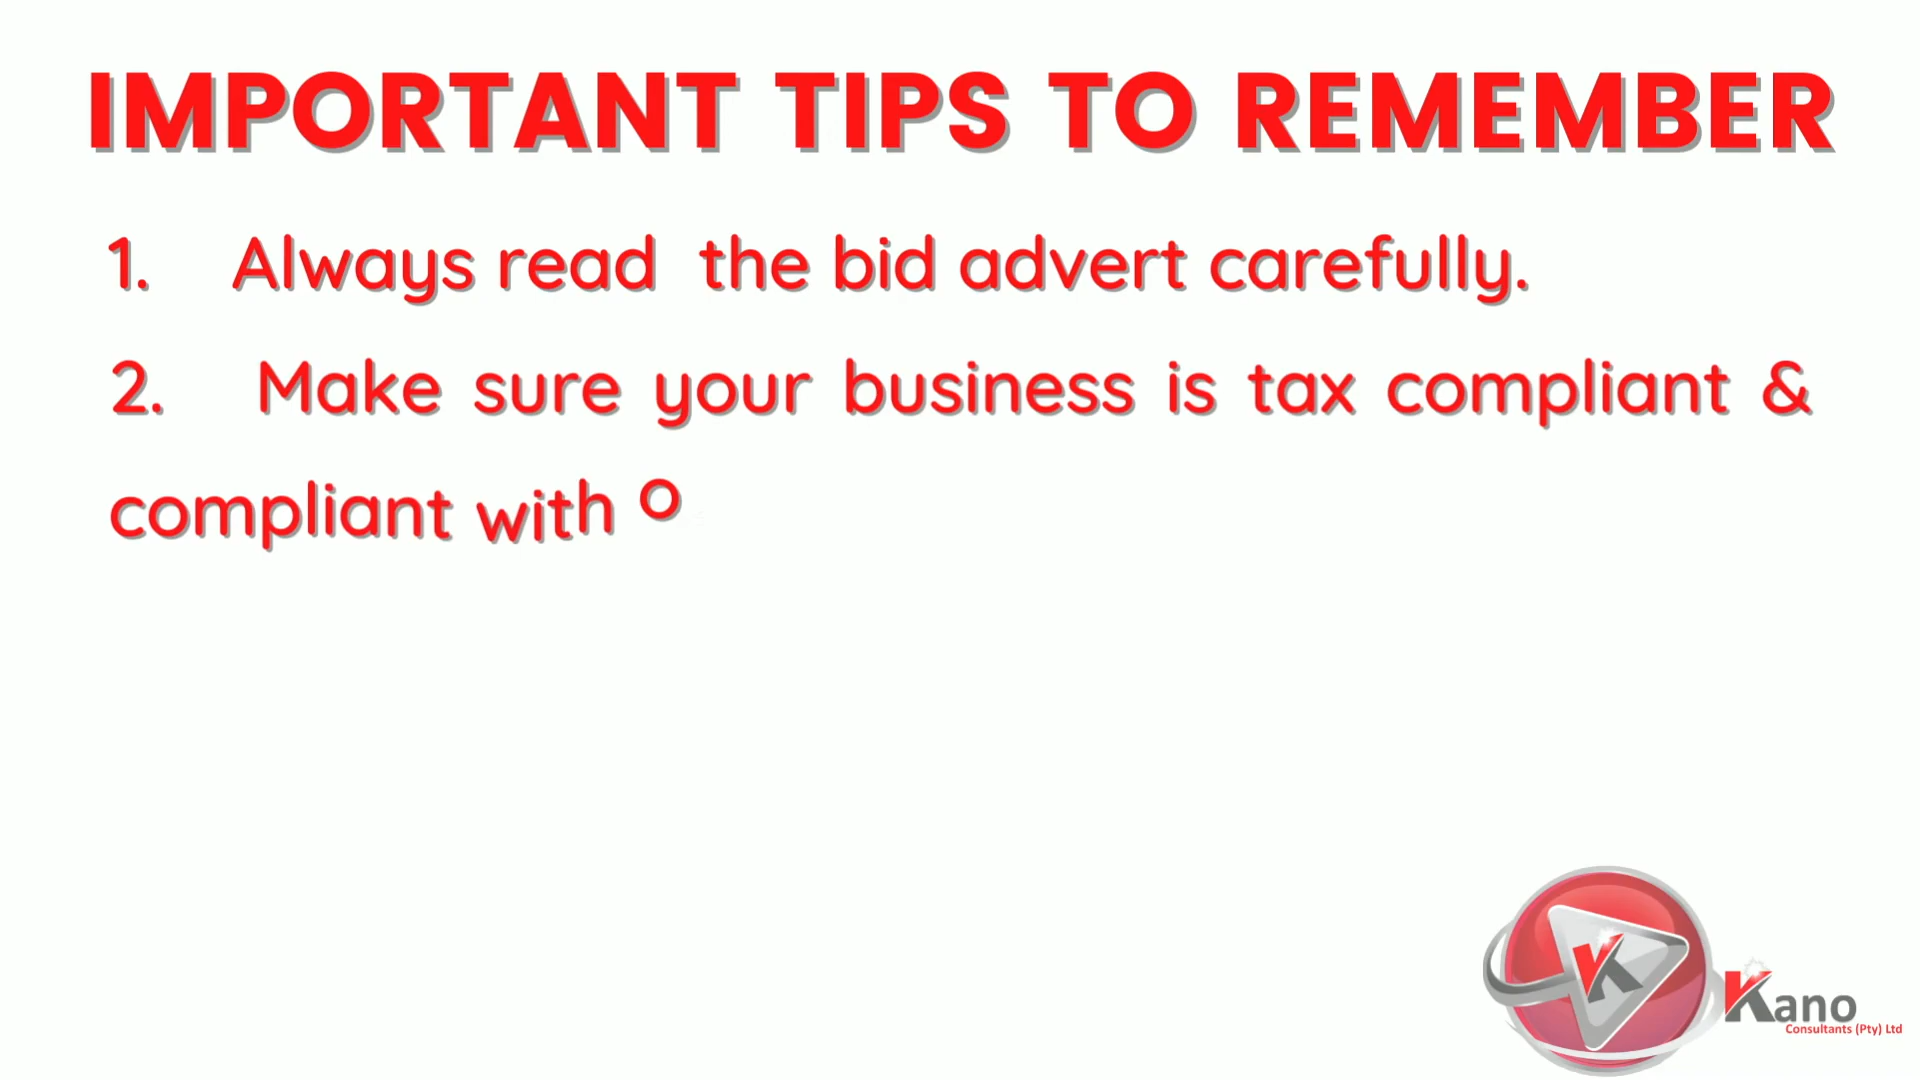 IMPORTANT TIPS TO REMEMBER
1. Always read the bid advert carefully.
2. Make sure your business is tax compliant &
compliant with o
K
Kano
Consultants (Pty) Ltd